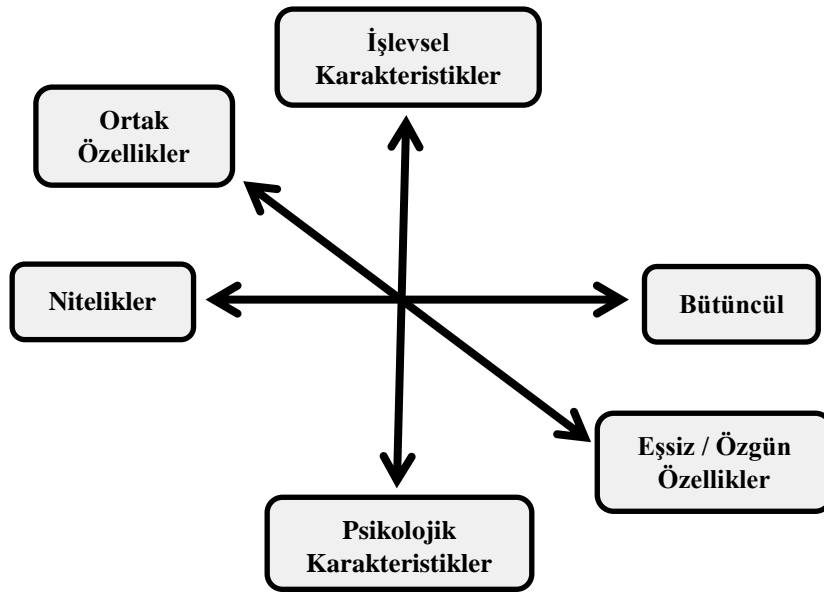 İşlevsel
Karakteristikler
Ortak
Özellikler
Nitelikler
Bütüncül
Eşsiz / Özgün
Özellikler
Psikolojik
Karakteristikler